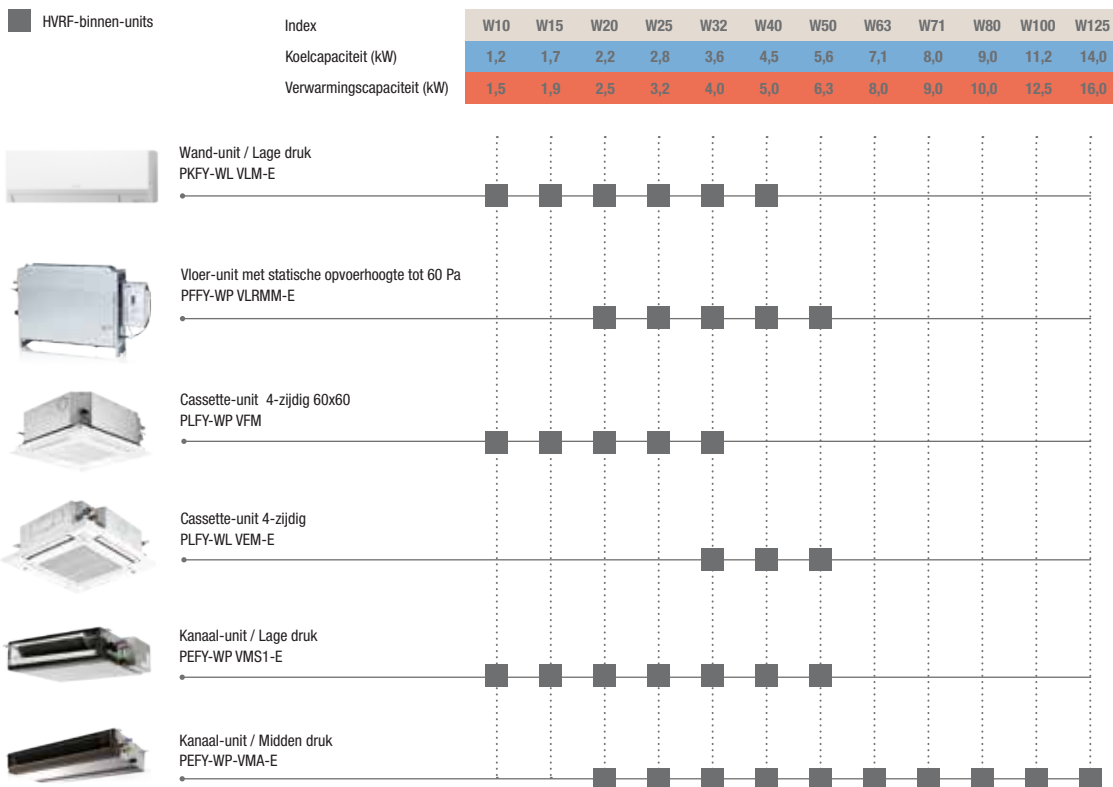 HVRF-binnen-units
Index W10 W15 W20 W25 W32 W40 W50 W63 W71 W80 W100 W125
Koelcapaciteit (kW) 1,2 1,7 2,2 2,8 3,6 4,5 5,6 7,1 8,0 9,0 11,2 14,0
Verwarmingscapaciteit (kW) 1,5 1,9 2,5 3,2 4,0 5,0 6,3 8,0 9,0 10,0 12,5 16,0
Wand-unit / Lage druk
PKFY-WL VLM-E
Vloer-unit met statische opvoerhoogte tot 60 Pa
PFFY-WP VLRMM-E
Cassette-unit 4-zijdig 60x60
PLFY-WP VFM
Cassette-unit 4-zijdig
PLFY-WL VEM-E
Kanaal-unit / Lage druk
PEFY-WP VMS1-E
Kanaal-unit / Midden druk
PEFY-WP-VMA-E